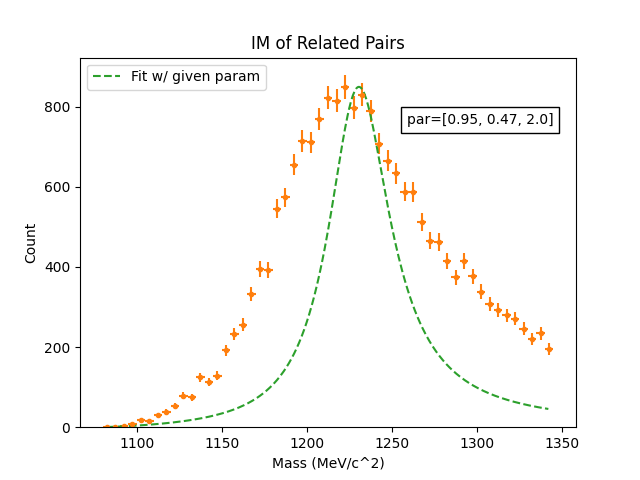 IM of Related Pairs
Fit w/ given param
par=[0.95, 0.47, 2.0]
Count
800
600
400
200
0
1100 1150 1200 1250 1300 1350
Mass (MeV/c^2)